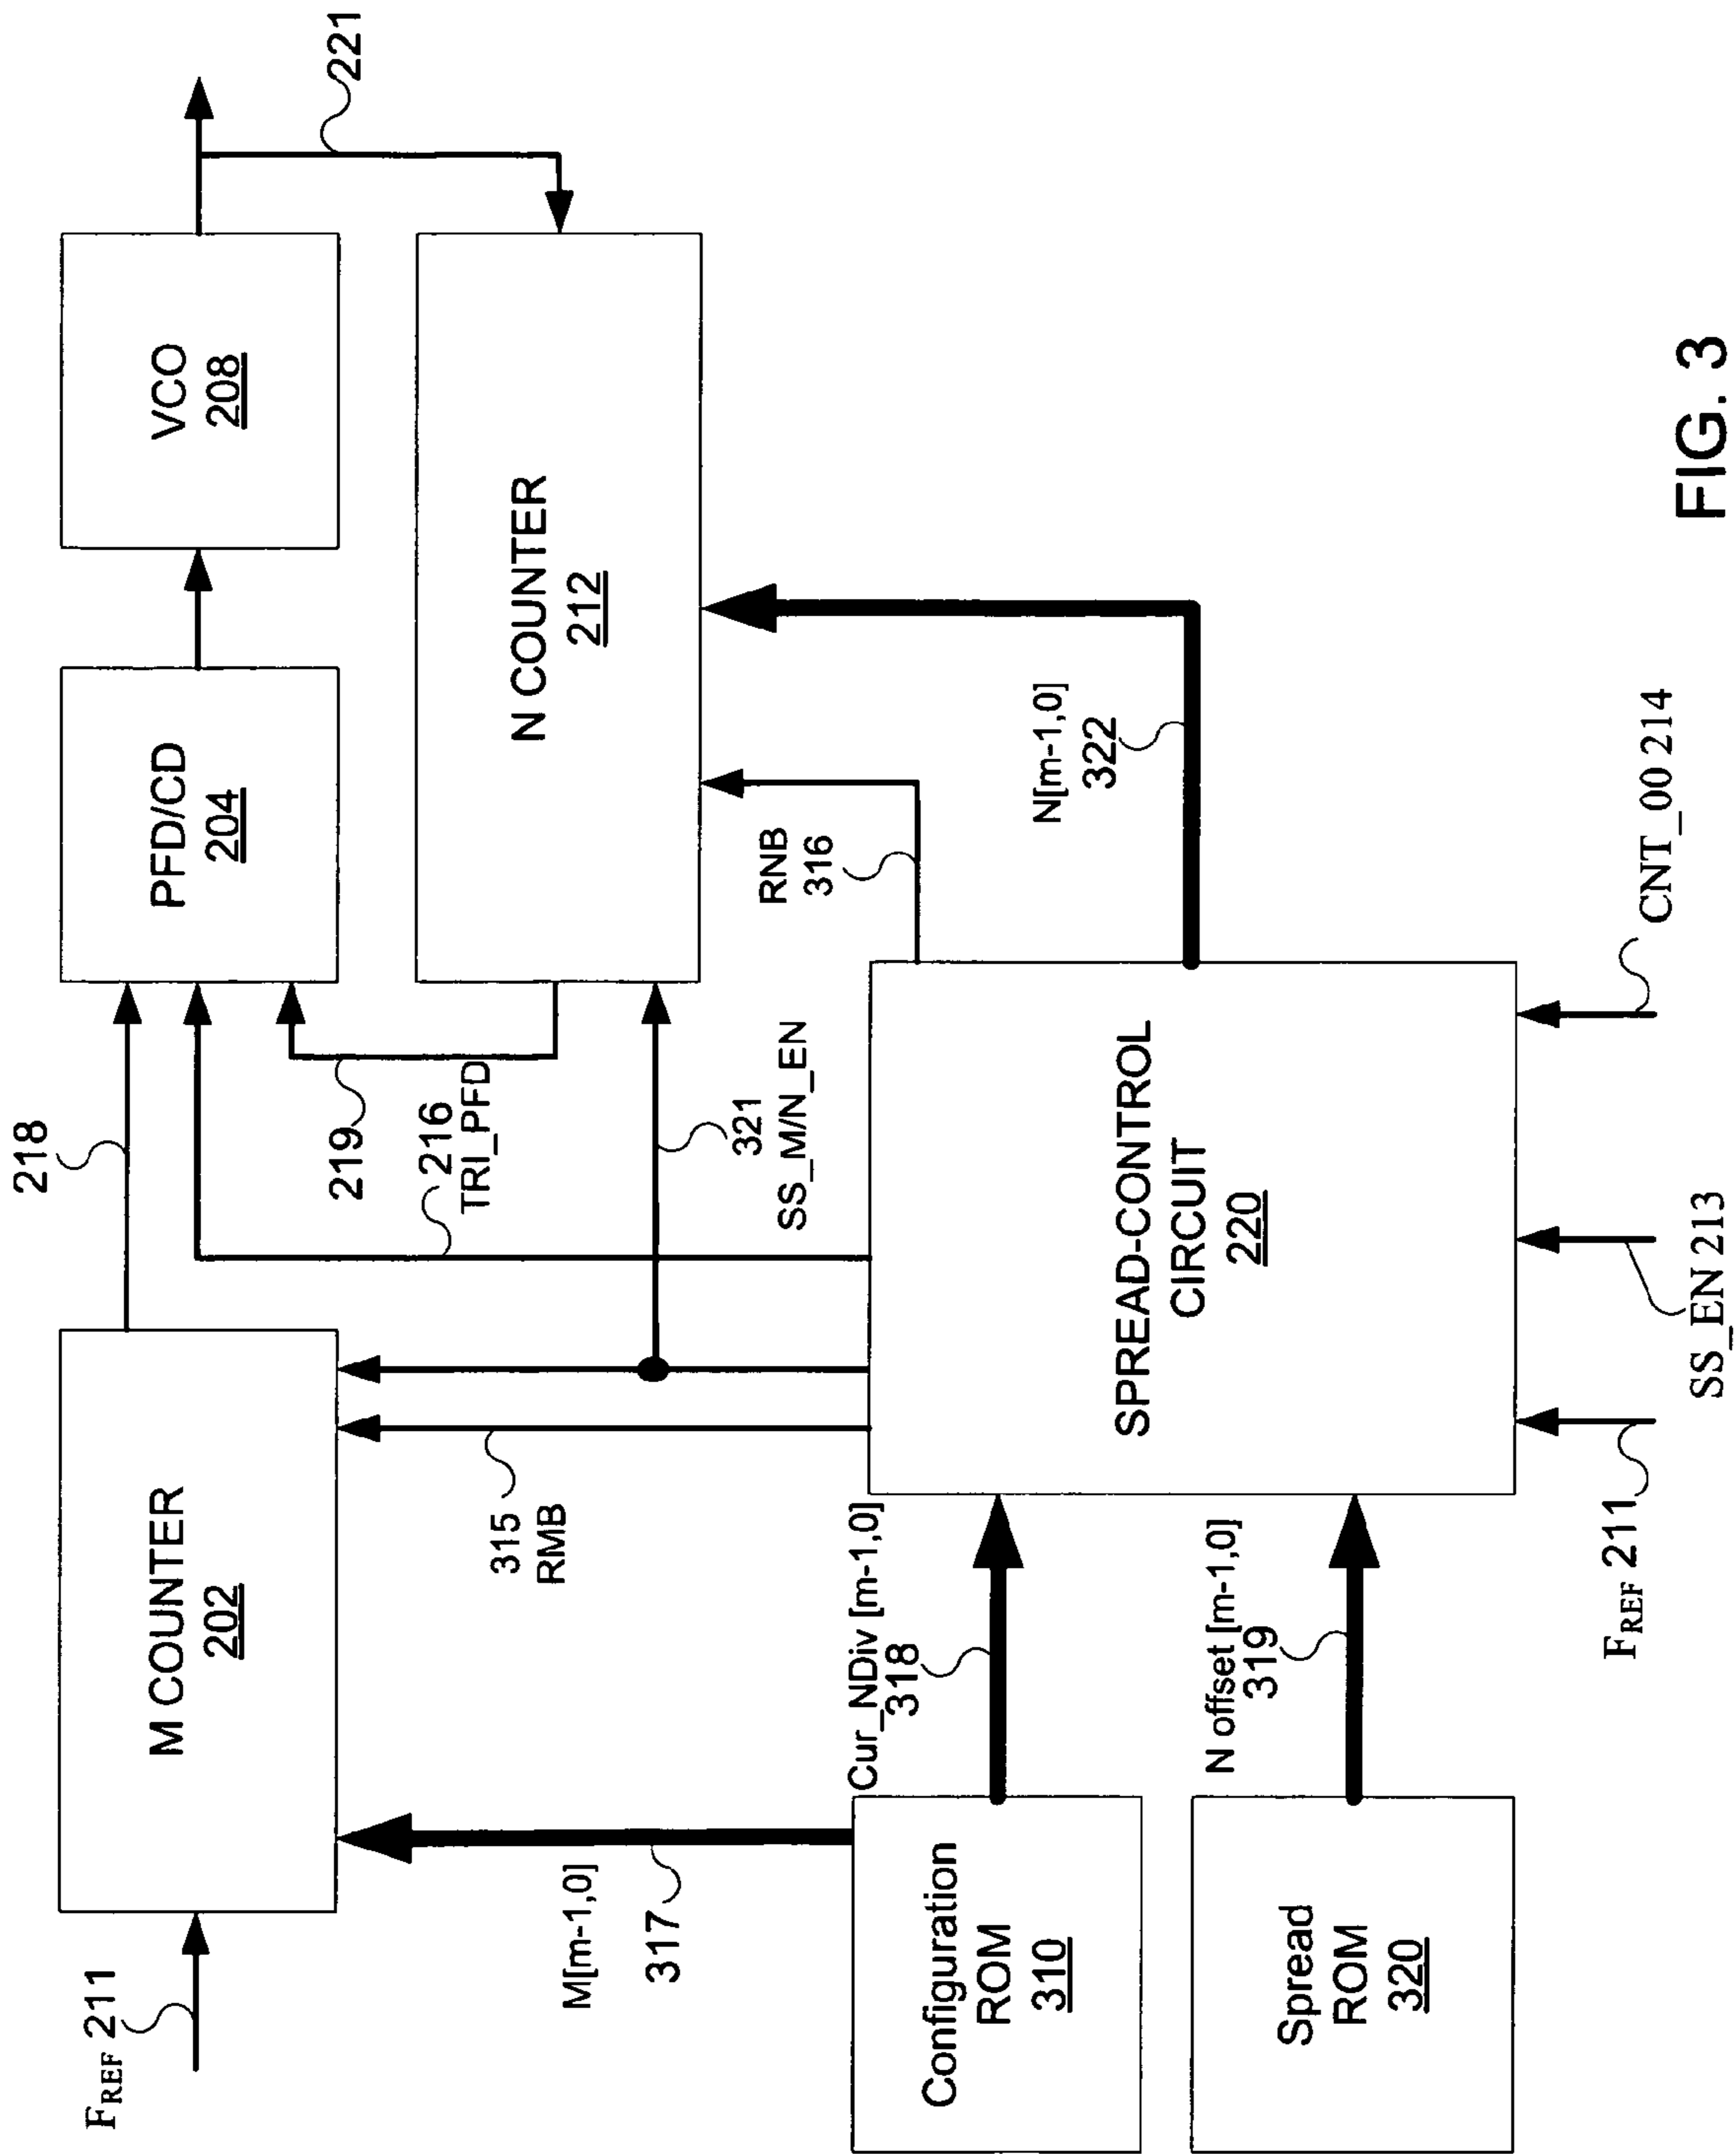 F_REF 211
M COUNTER
202
218
PFD/CD
204
VCO
208
221
219
216
TRI_PFD
N COUNTER
212
321
SS_M/N_EN
315
RMB
M[m-1,0]
317
RNB
316
N[m-1,0]
322
Configuration
ROM
310
Cur_NDiv [m-1,0]
318
SPREAD-CONTROL
CIRCUIT
220
Spread
ROM
320
N offset [m-1,0]
319
F_REF 211
SS_EN 213
CNT_00 214
FIG. 3